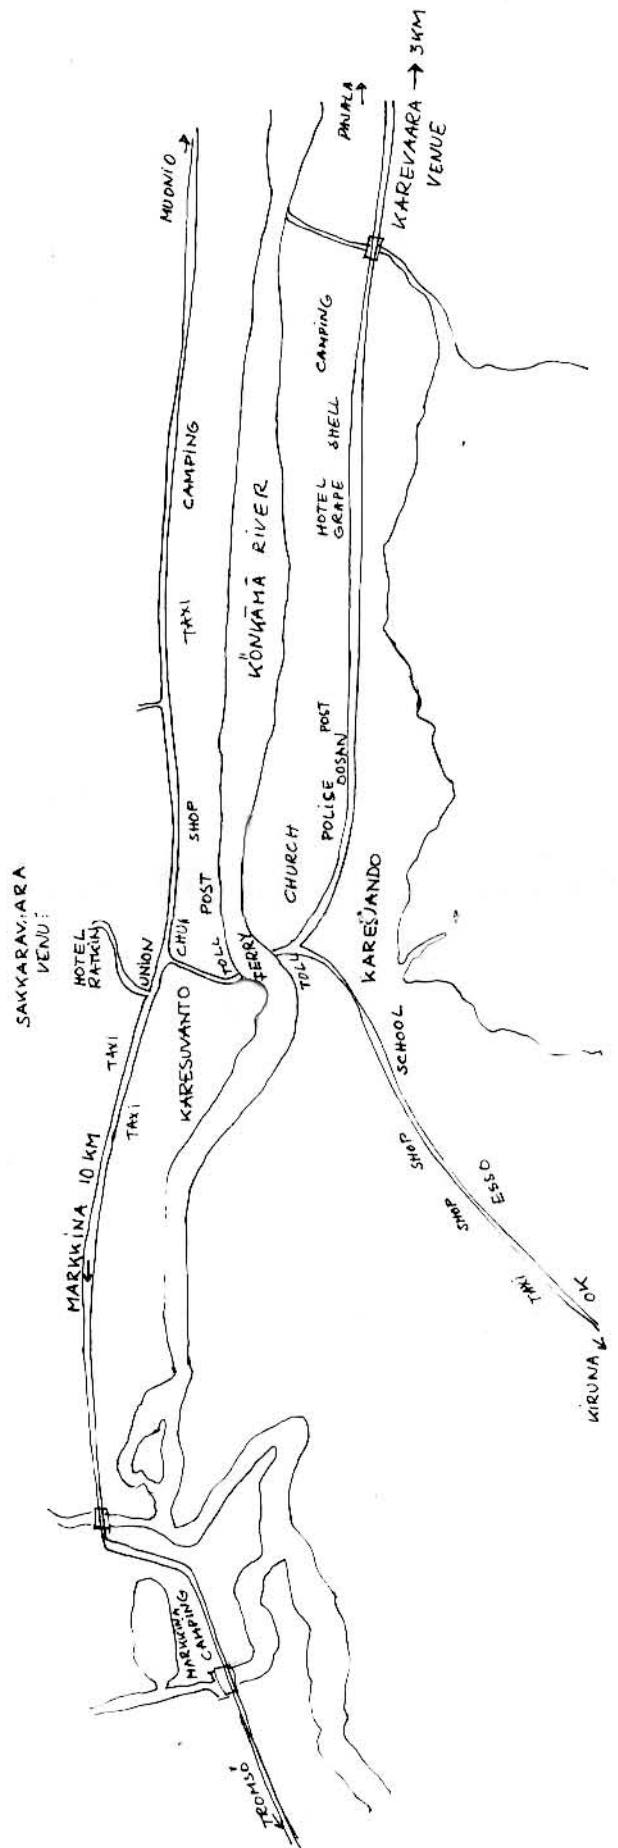 MUONIO →
PAJALA →
KAREVAARA → 3KM
VENUE
CAMPING
TAXI
KÖNKÄMÄ RIVER
CAMPING
SHELL
HOTEL
GRAPE
SAKKARAVAARA
VENUE
HOTEL
RATKIN
UNION
SHOP
CHU
POST
TOLL
FERRY
TOLL
CHURCH
POLISE
POST
DOSAN
KARESUANDO
KARESUVANTO
TAXI
TAXI
MARKKINA 10 KM
←
SCHOOL
SHOP
SHOP
ESSO
TAXI
OK
KIRUNA ←
MARKKINA
CAMPING
TROMSÖ
←